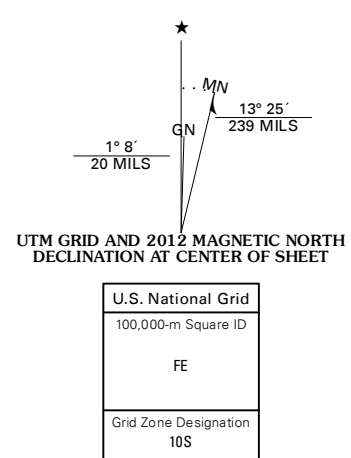 ★
MN
GN
13° 25´
239 MILS
1° 8´
20 MILS
UTM GRID AND 2012 MAGNETIC NORTH
DECLINATION AT CENTER OF SHEET
U.S. National Grid
100,000-m Square ID
FE
Grid Zone Designation
10S